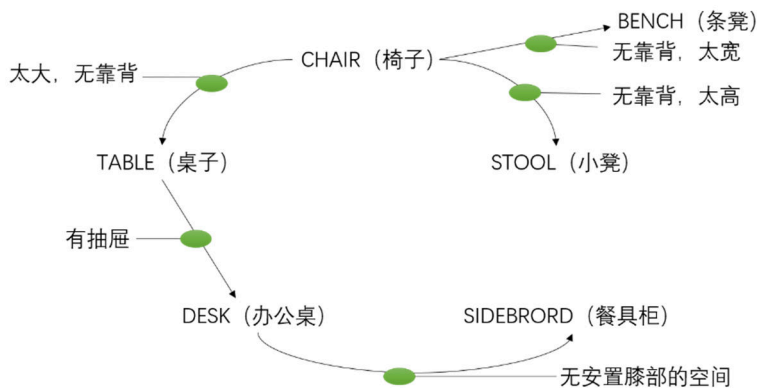 BENCH（条凳）
CHAIR（椅子）
无靠背，太宽
太大，无靠背
无靠背，太高
TABLE（桌子）
STOOL（小凳）
有抽屉
DESK（办公桌）
SIDEBRORD（餐具柜）
无安置膝部的空间